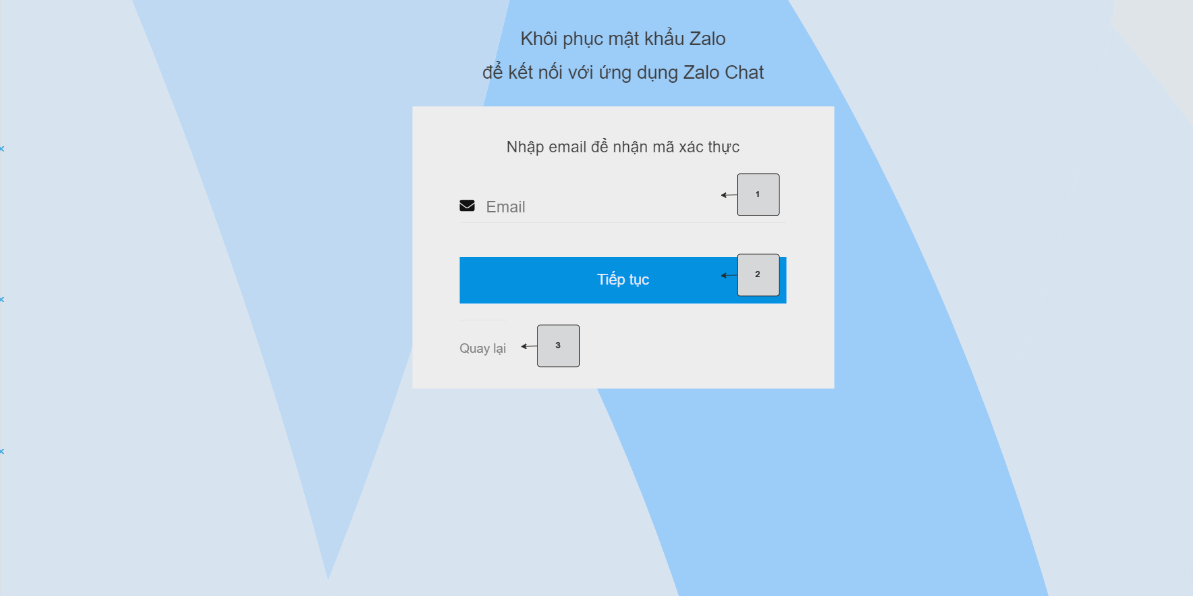 Khôi phục mật khẩu Zalo
để kết nối với ứng dụng Zalo Chat
Nhập email để nhận mã xác thực
1
Email
Tiếp tục
2
Quay lại
3